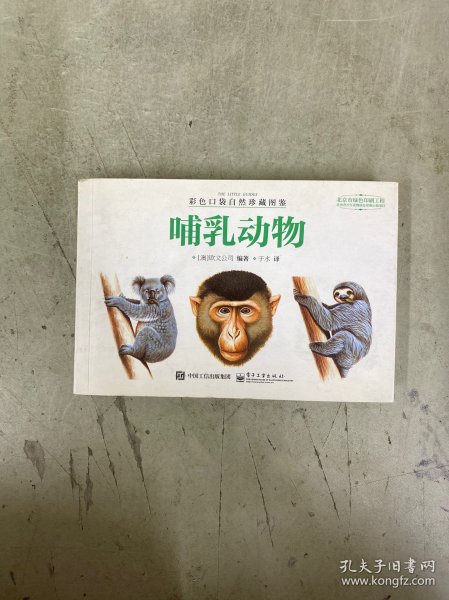 THE LITTLE GUIDES
彩色口袋自然珍藏图鉴
北京市绿色印刷工程
哺乳动物
[澳]欧文公司 编著 于水 译
中国工信出版集团
电子工业出版社
孔夫子旧书网
www.kongfz.com